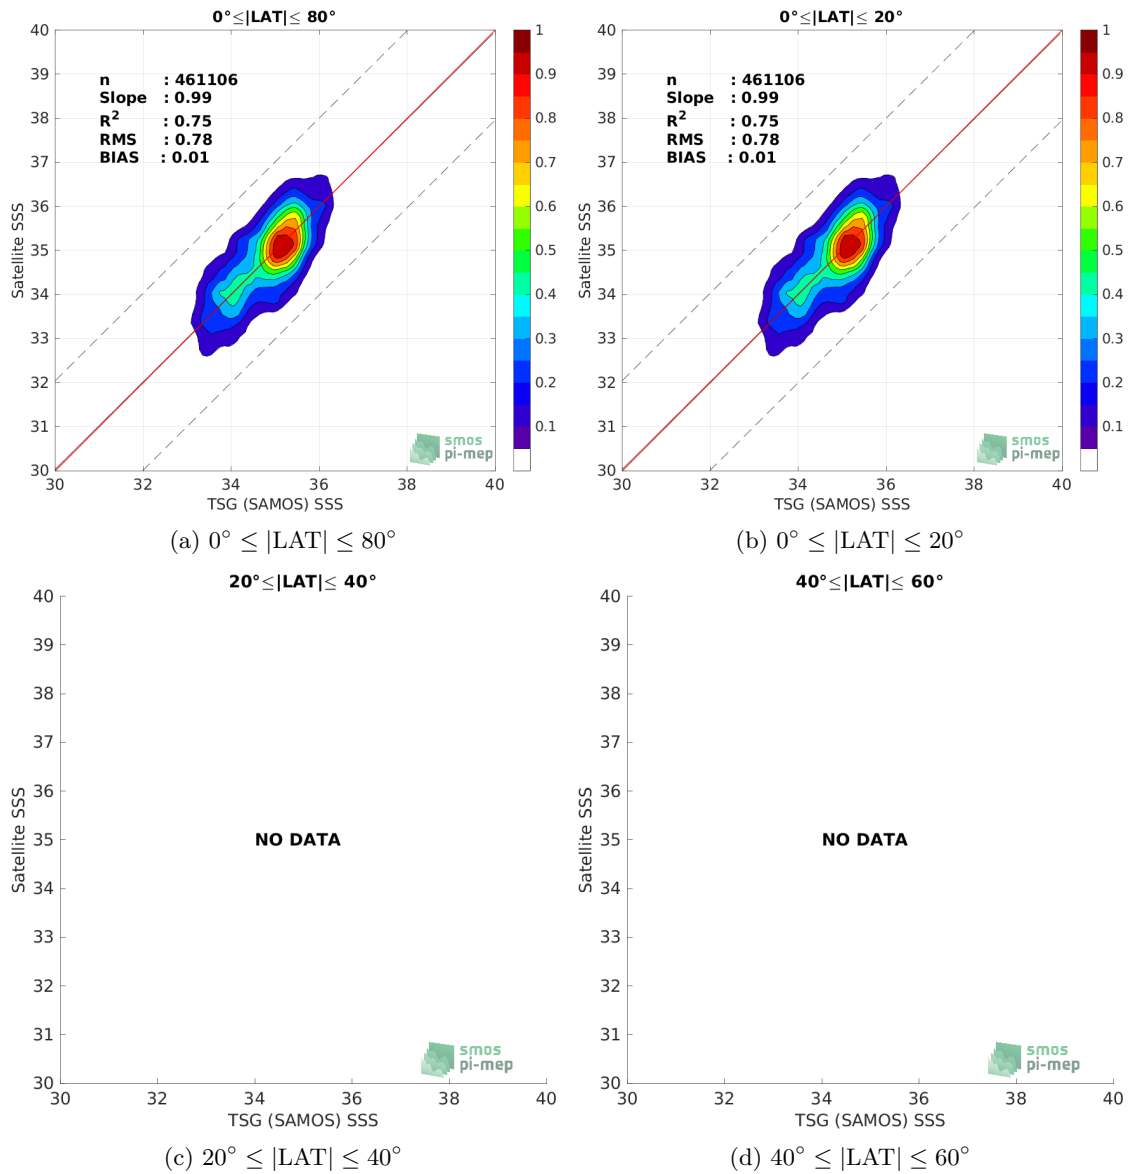 0°≤|LAT|≤ 80°
40
39
38
37
36
35
34
33
32
31
30
30 32 34 36 38 40
Satellite SSS
TSG (SAMOS) SSS
n : 461106
Slope : 0.99
R² : 0.75
RMS : 0.78
BIAS : 0.01
1
0.9
0.8
0.7
0.6
0.5
0.4
0.3
0.2
0.1
smos
pi-mep
(a) 0° ≤ |LAT| ≤ 80°
0°≤|LAT|≤ 20°
40
39
38
37
36
35
34
33
32
31
30
30 32 34 36 38 40
Satellite SSS
TSG (SAMOS) SSS
n : 461106
Slope : 0.99
R² : 0.75
RMS : 0.78
BIAS : 0.01
1
0.9
0.8
0.7
0.6
0.5
0.4
0.3
0.2
0.1
smos
pi-mep
(b) 0° ≤ |LAT| ≤ 20°
20°≤|LAT|≤ 40°
40
39
38
37
36
35
34
33
32
31
30
30 32 34 36 38 40
Satellite SSS
TSG (SAMOS) SSS
NO DATA
smos
pi-mep
(c) 20° ≤ |LAT| ≤ 40°
40°≤|LAT|≤ 60°
40
39
38
37
36
35
34
33
32
31
30
30 32 34 36 38 40
Satellite SSS
TSG (SAMOS) SSS
NO DATA
smos
pi-mep
(d) 40° ≤ |LAT| ≤ 60°